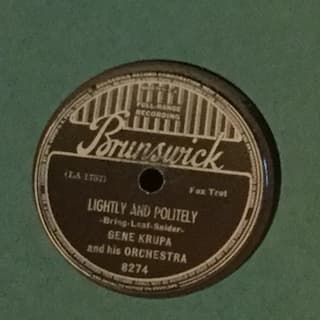 FULL-RANGE
RECORDING
Brunswick
(LA 1757)
Fox Trot
LIGHTLY AND POLITELY
-Bring-Leaf-Snider-
GENE KRUPA
and his ORCHESTRA
8274